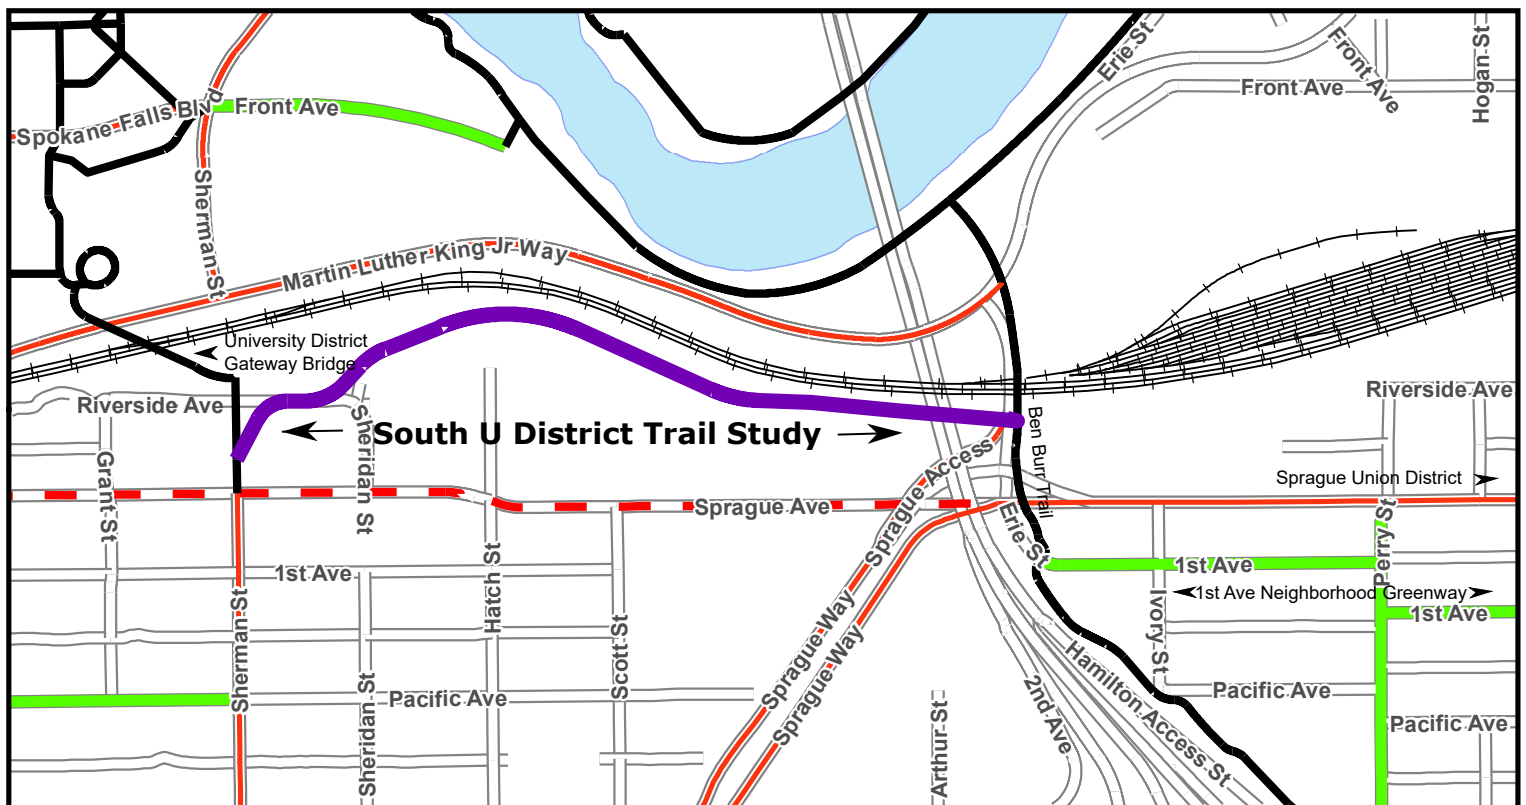 Erie St
Front Ave
Hogan St
Front Ave
Spokane Falls Blvd
Front Ave
Sherman St
Martin Luther King Jr Way
University District
Gateway Bridge
Riverside Ave
Riverside Ave
Sheridan St
South U District Trail Study
Ben Burr Trail
Grant St
Sprague Access
Sprague Union District
Sprague Ave
Erie St
Perry St
1st Ave
1st Ave
Hatch St
1st Ave Neighborhood Greenway
1st Ave
Sherman St
Scott St
Ivory St
Sprague Way
Sprague Way
Hamilton Access St
Pacific Ave
Pacific Ave
Pacific Ave
Sheridan St
Arthur St
2nd Ave